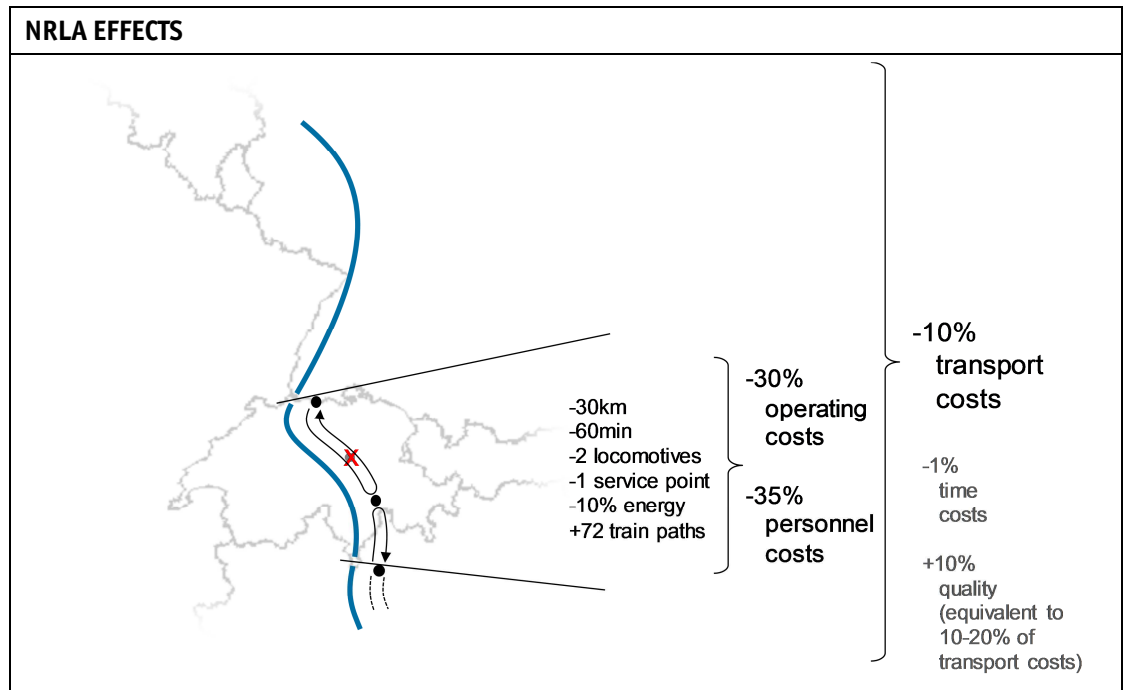 NRLA EFFECTS
-30km
-60min
-2 locomotives
-1 service point
-10% energy
+72 train paths
-30%
operating
costs
-35%
personnel
costs
-10%
transport
costs
-1%
time
costs
+10%
quality
(equivalent to
10-20% of
transport costs)
X